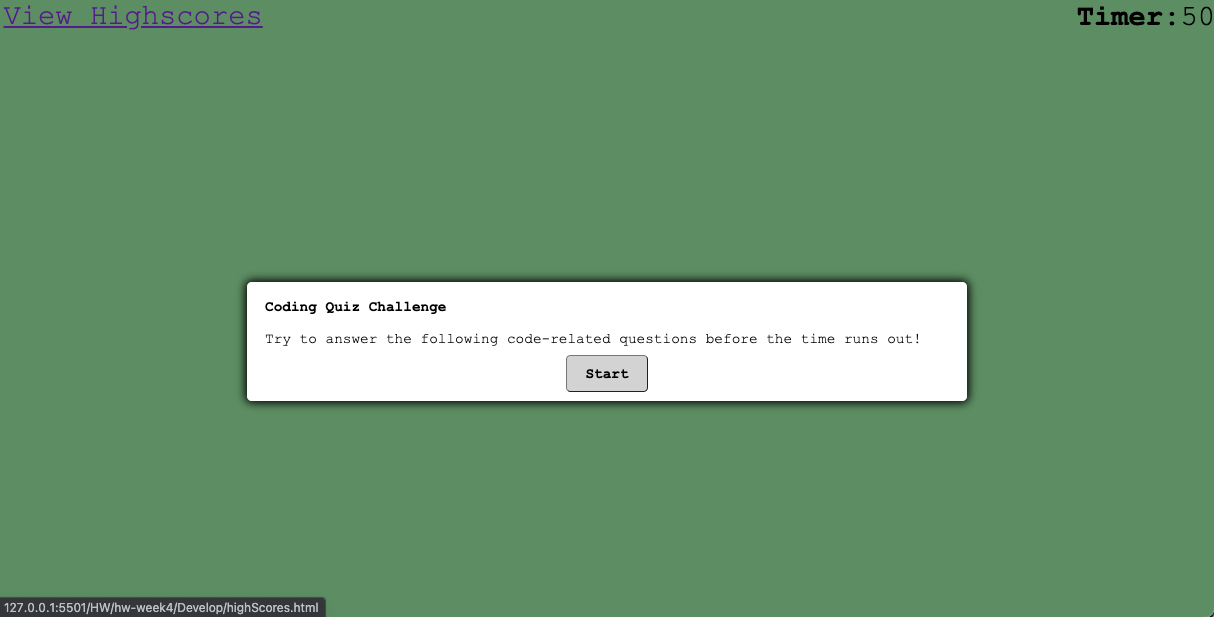 View Highscores
Timer:50
Coding Quiz Challenge
Try to answer the following code-related questions before the time runs out!
Start
127.0.0.1:5501/HW/hw-week4/Develop/highScores.html